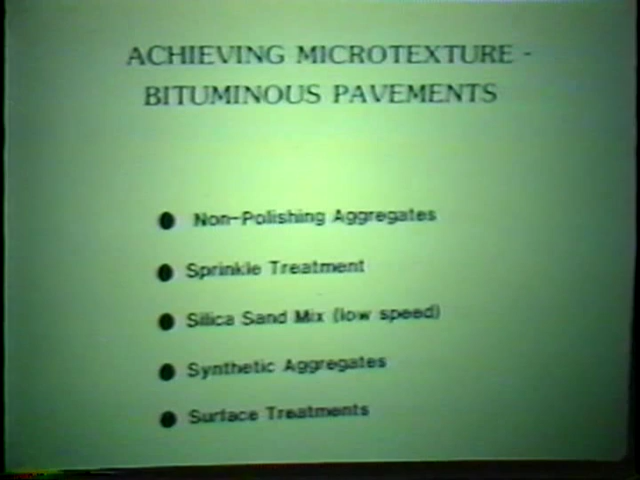 ACHIEVING MICROTEXTURE -
BITUMINOUS PAVEMENTS
● Non-Polishing Aggregates
● Sprinkle Treatment
● Silica Sand Mix (low speed)
● Synthetic Aggregates
● Surface Treatments